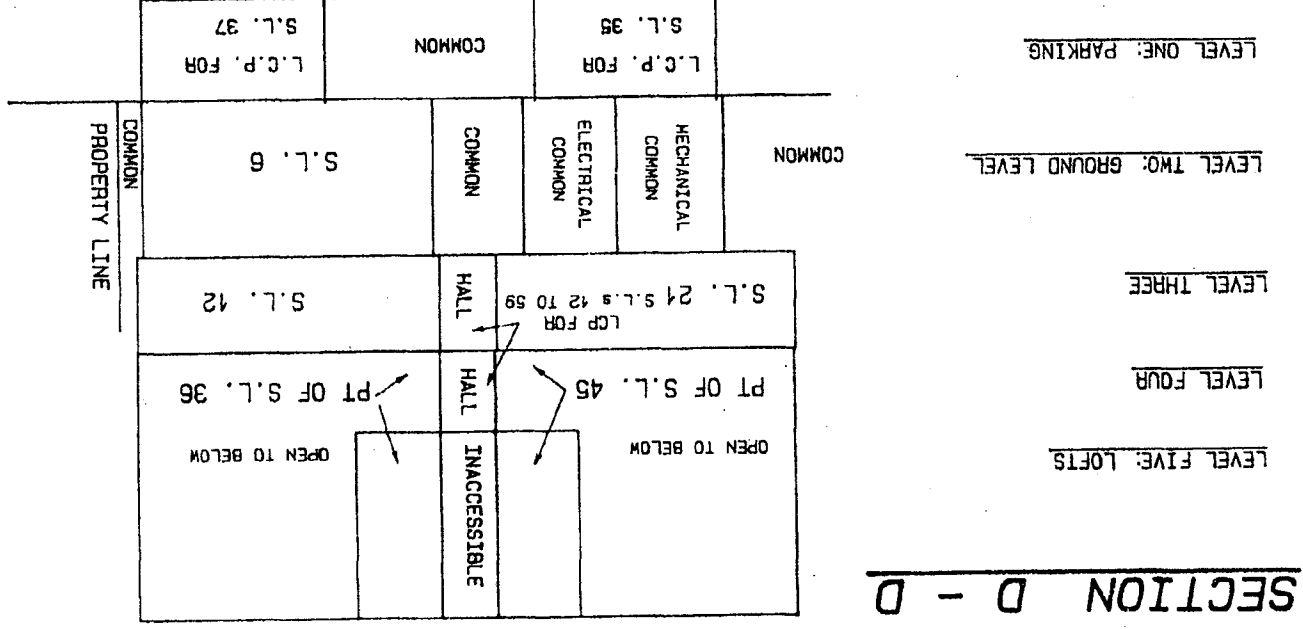 SECTION D - D
LEVEL FIVE: LOFTS
OPEN TO BELOW
INACCESSIBLE
OPEN TO BELOW
LEVEL FOUR
PT OF S.L. 45
HALL
PT OF S.L. 36
LEVEL THREE
S.L. 21
LCP FOR
S.L.s 12 TO 59
HALL
S.L. 12
LEVEL TWO: GROUND LEVEL
COMMON
MECHANICAL
COMMON
ELECTRICAL
COMMON
COMMON
S.L. 6
COMMON
PROPERTY LINE
LEVEL ONE: PARKING
L.C.P. FOR
S.L. 35
COMMON
L.C.P. FOR
S.L. 37